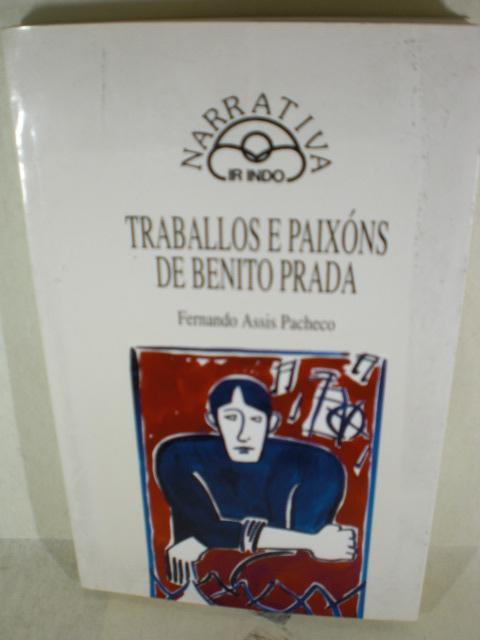 NARRATIVA
IR INDO
TRABALLOS E PAIXÓNS
DE BENITO PRADA
Fernando Assis Pacheco